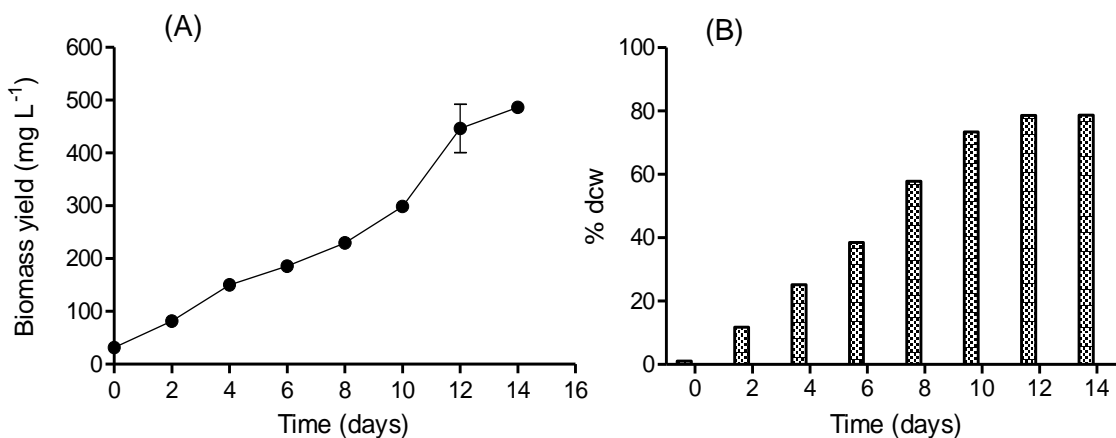 (A)
600
500
400
300
200
100
0
Biomass yield (mg L⁻¹)
0 2 4 6 8 10 12 14 16
Time (days)
(B)
100
80
60
40
20
0
% dcw
0 2 4 6 8 10 12 14
Time (days)